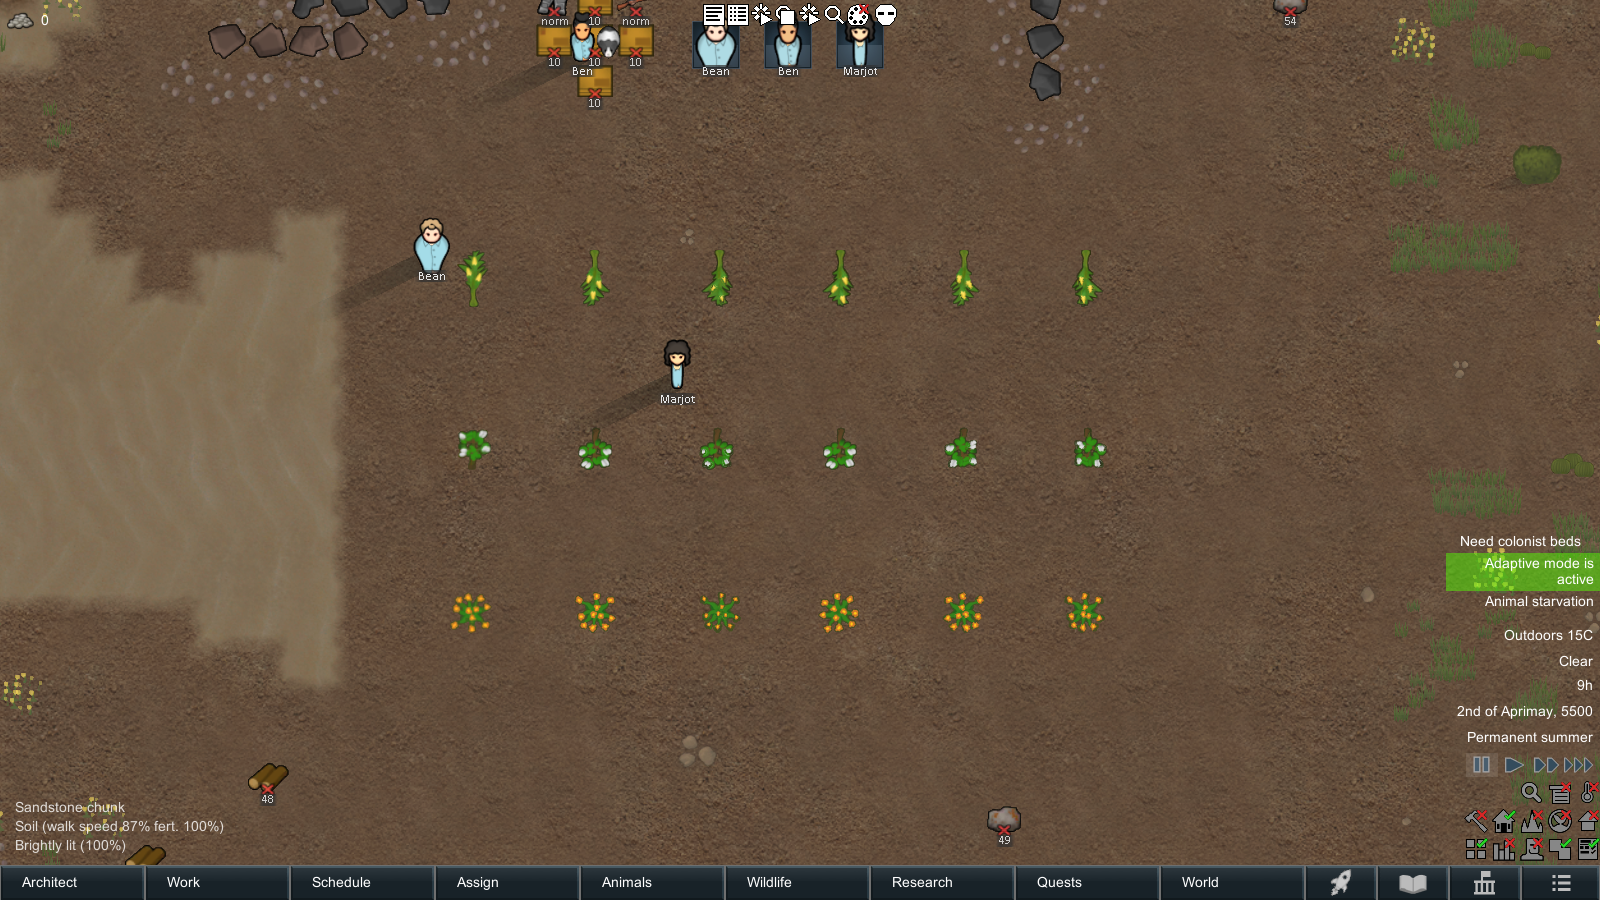 0
norm 10 norm
54
10 10 10
Ben
10
Bean Ben Marjot
Bean
Marjot
Need colonist beds
Adaptive mode is
active
Animal starvation
Outdoors 15C
Clear
9h
2nd of Aprimay, 5500
Permanent summer
48
49
Sandstone chunk
Soil (walk speed 87% fert. 100%)
Brightly lit (100%)
Architect Work Schedule Assign Animals Wildlife Research Quests World